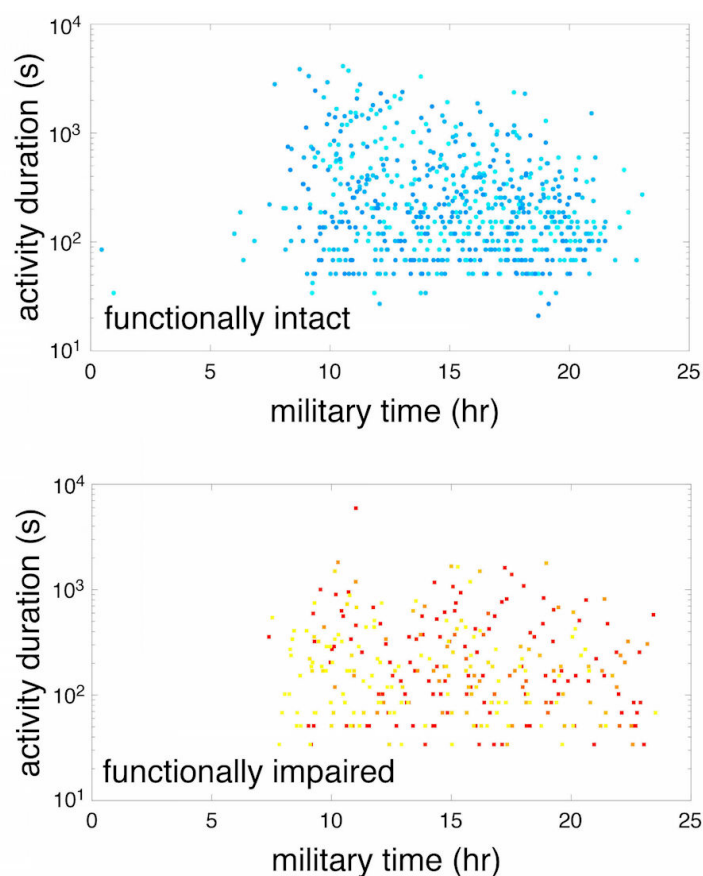 10⁴
10³
10²
10¹
activity duration (s)
functionally intact
0 5 10 15 20 25
military time (hr)
10⁴
10³
10²
10¹
activity duration (s)
functionally impaired
0 5 10 15 20 25
military time (hr)